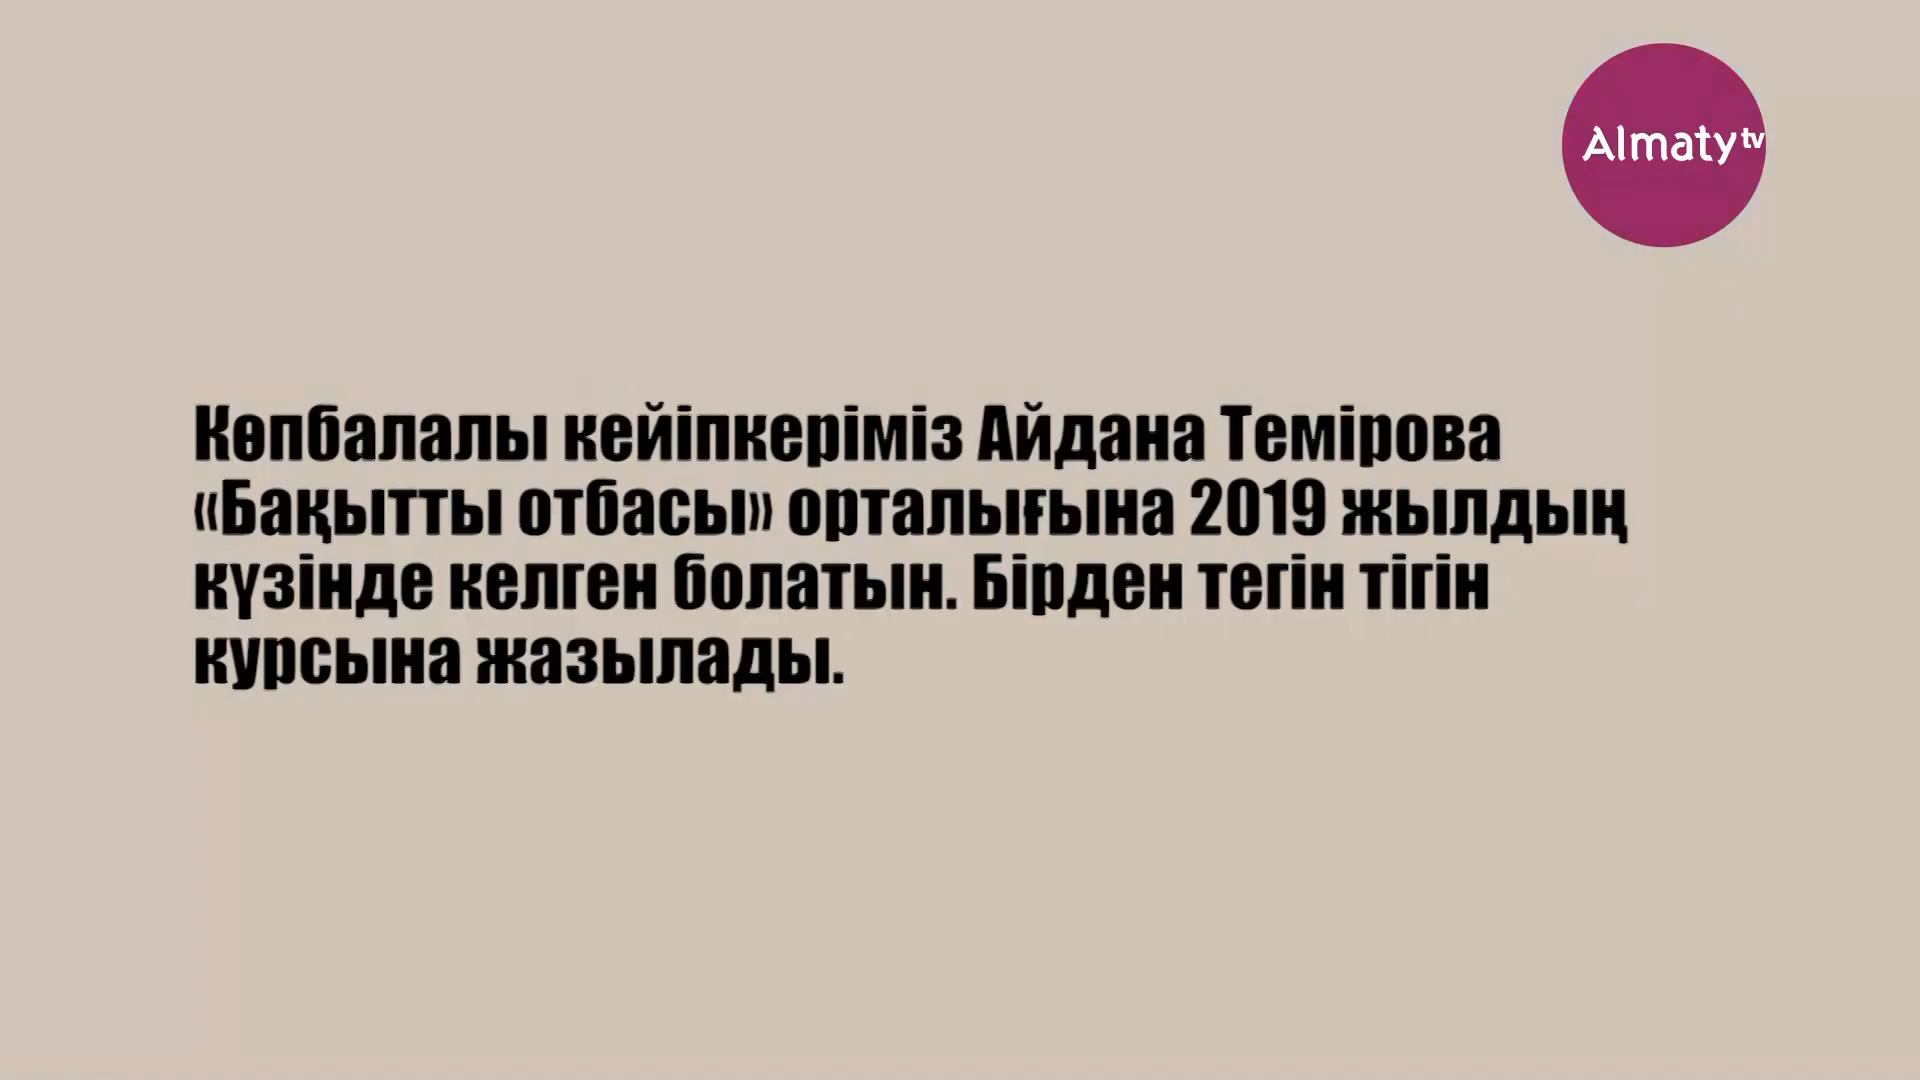 Almaty tv
Көпбалалы кейіпкеріміз Айдана Темірова
«Бақытты отбасы» орталығына 2019 жылдың
күзінде келген болатын. Бірден тегін тігін
курсына жазылады.